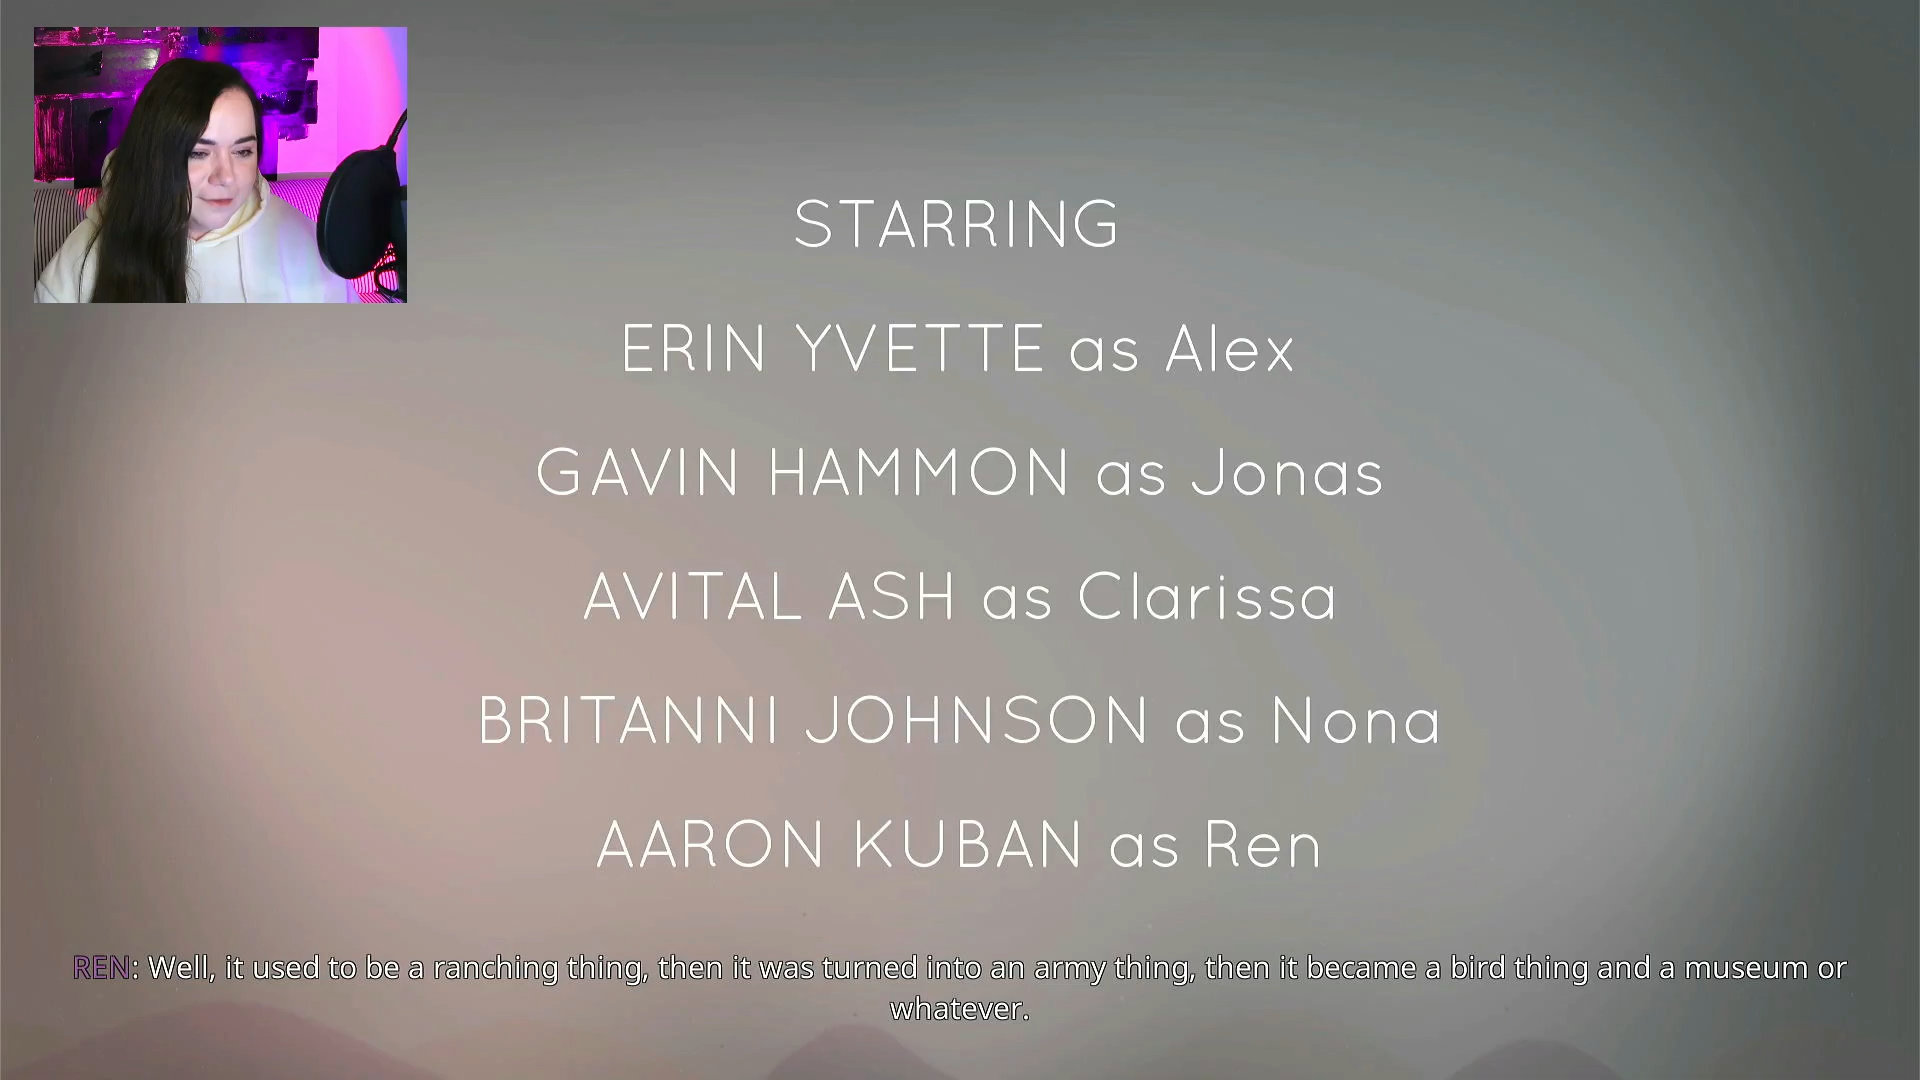 STARRING
ERIN YVETTE as Alex
GAVIN HAMMON as Jonas
AVITAL ASH as Clarissa
BRITANNI JOHNSON as Nona
AARON KUBAN as Ren
REN: Well, it used to be a ranching thing, then it was turned into an army thing, then it became a bird thing and a museum or
whatever.